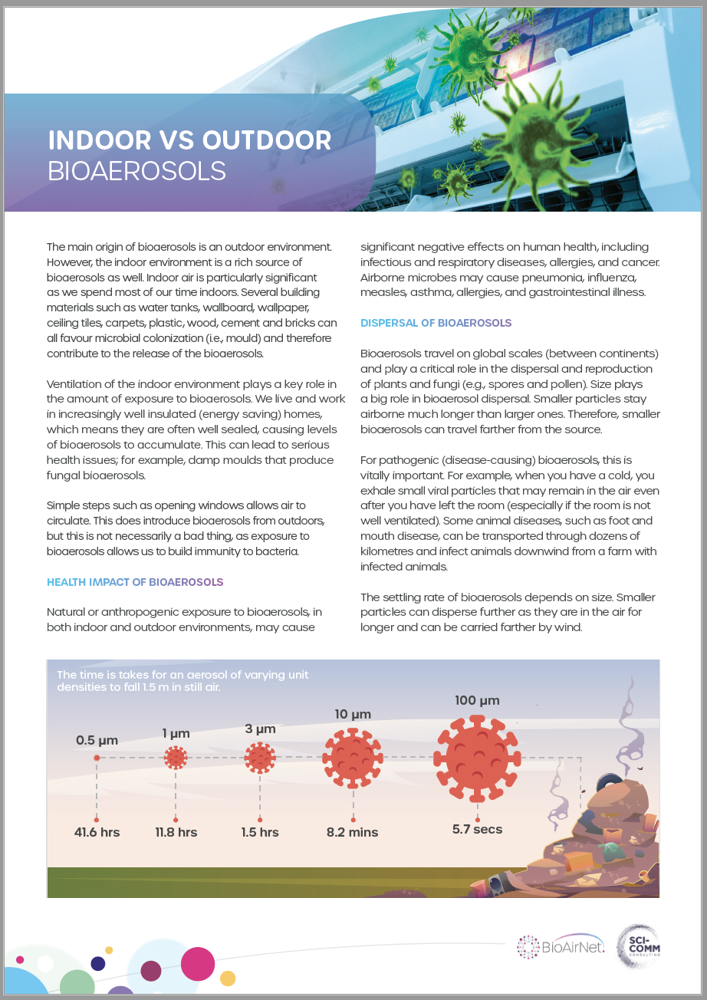 INDOOR VS OUTDOOR
BIOAEROSOLS
The main origin of bioaerosols is an outdoor environment.
However, the indoor environment is a rich source of
bioaerosols as well. Indoor air is particularly significant
as we spend most of our time indoors. Several building
materials such as water tanks, wallboard, wallpaper,
ceiling tiles, carpets, plastic, wood, cement and bricks can
all favour microbial colonization (i.e., mould) and therefore
contribute to the release of the bioaerosols.
Ventilation of the indoor environment plays a key role in
the amount of exposure to bioaerosols. We live and work
in increasingly well insulated (energy saving) homes,
which means they are often well sealed, causing levels
of bioaerosols to accumulate. This can lead to serious
health issues; for example, damp moulds that produce
fungal bioaerosols.
Simple steps such as opening windows allows air to
circulate. This does introduce bioaerosols from outdoors,
but this is not necessarily a bad thing, as exposure to
bioaerosols allows us to build immunity to bacteria.
HEALTH IMPACT OF BIOAEROSOLS
Natural or anthropogenic exposure to bioaerosols, in
both indoor and outdoor environments, may cause
significant negative effects on human health, including
infectious and respiratory diseases, allergies, and cancer.
Airborne microbes may cause pneumonia, influenza,
measles, asthma, allergies, and gastrointestinal illness.
DISPERSAL OF BIOAEROSOLS
Bioaerosols travel on global scales (between continents)
and play a critical role in the dispersal and reproduction
of plants and fungi (e.g., spores and pollen). Size plays
a big role in bioaerosol dispersal. Smaller particles stay
airborne much longer than larger ones. Therefore, smaller
bioaerosols can travel farther from the source.
For pathogenic (disease-causing) bioaerosols, this is
vitally important. For example, when you have a cold, you
exhale small viral particles that may remain in the air even
after you have left the room (especially if the room is not
well ventilated). Some animal diseases, such as foot and
mouth disease, can be transported through dozens of
kilometres and infect animals downwind from a farm with
infected animals.
The settling rate of bioaerosols depends on size. Smaller
particles can disperse further as they are in the air for
longer and can be carried farther by wind.
The time is takes for an aerosol of varying unit
densities to fall 1.5 m in still air.
0.5 µm
1 µm
3 µm
10 µm
100 µm
41.6 hrs
11.8 hrs
1.5 hrs
8.2 mins
5.7 secs
BioAirNet
SCI-
COMM
CONSULTING